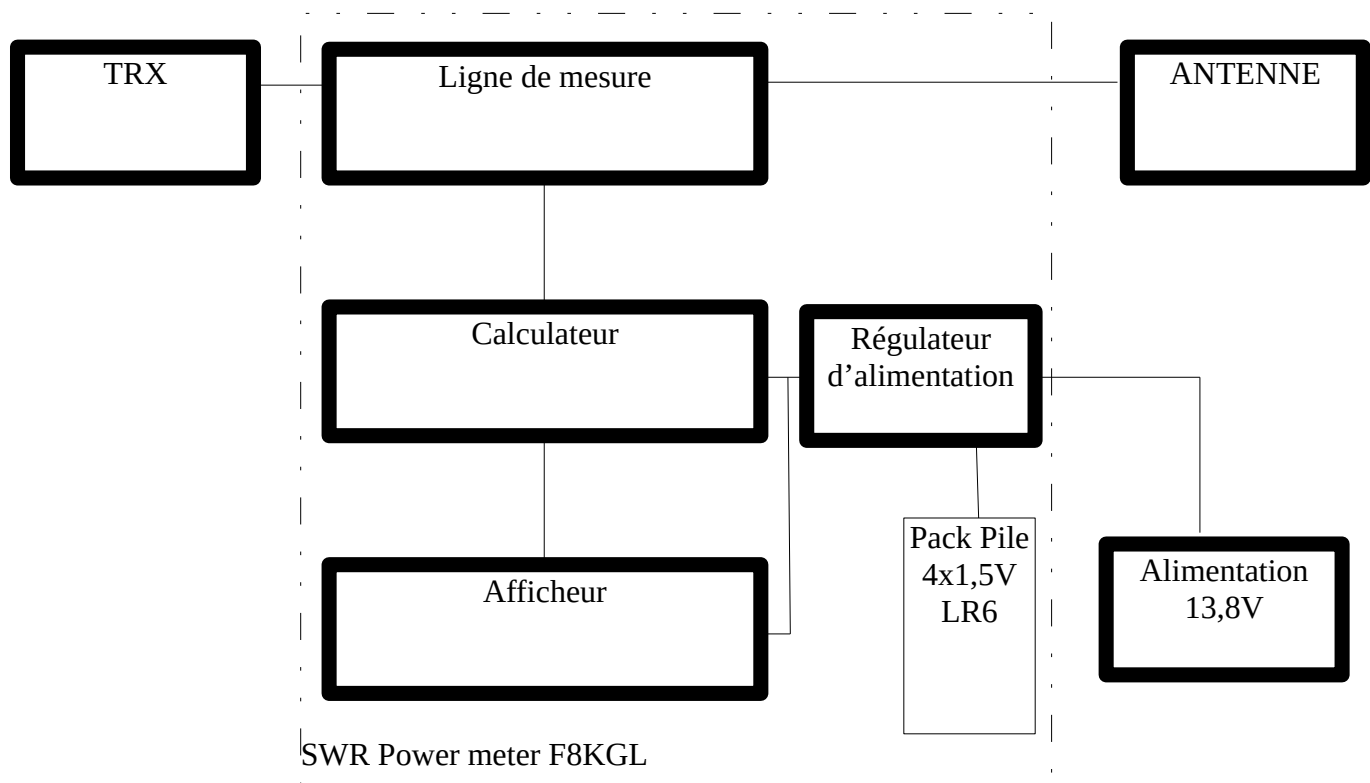 TRX
Ligne de mesure
ANTENNE
Calculateur
Régulateur
d’alimentation
Pack Pile
4x1,5V
LR6
Alimentation
13,8V
Afficheur
SWR Power meter F8KGL